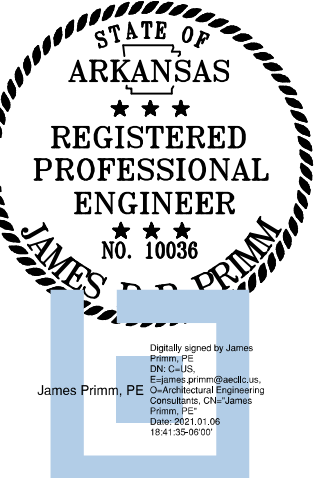 STATE OF
ARKANSAS
REGISTERED
PROFESSIONAL
ENGINEER
NO. 10036
JAMES PRIMM
James Primm, PE
Digitally signed by James
Primm, PE
DN: C=US,
E=james.primm@aecllc.us,
O=Architectural Engineering
Consultants, CN="James
Primm, PE"
Date: 2021.01.06
18:41:35-06'00'